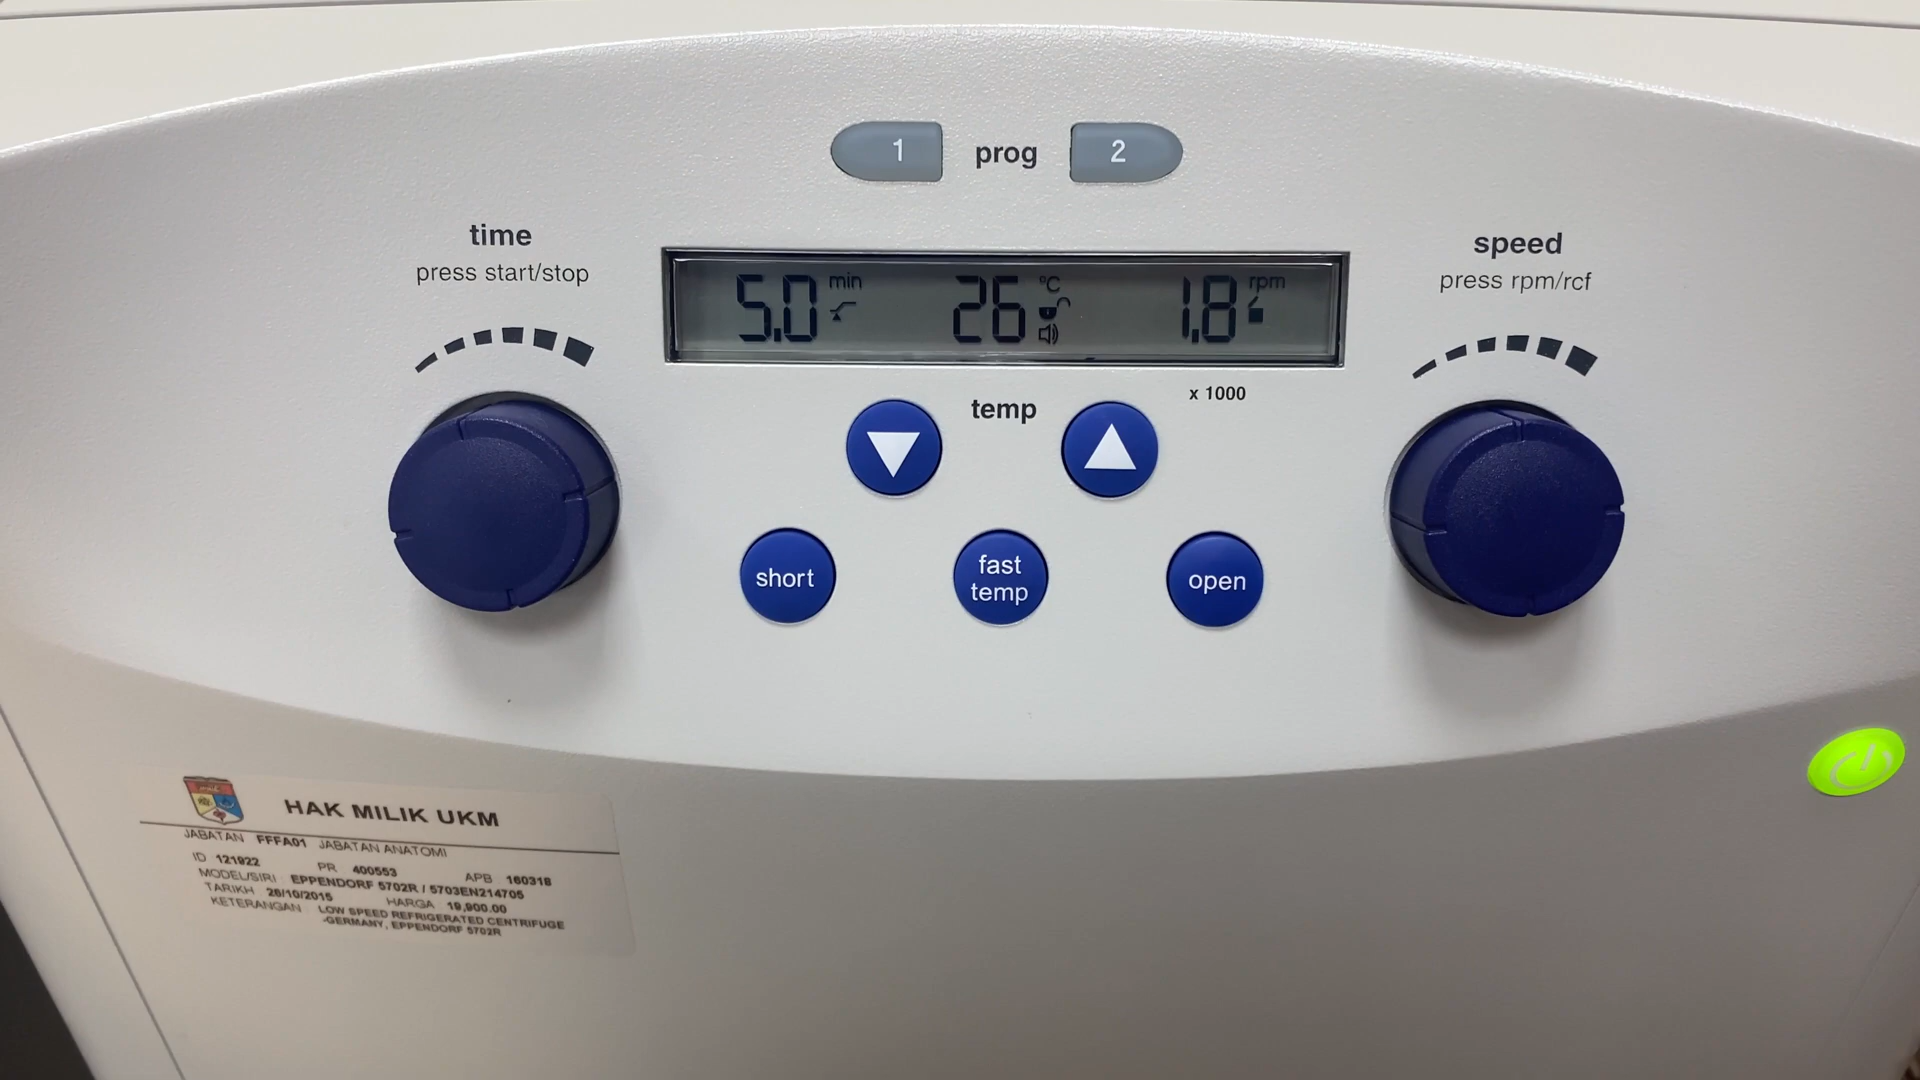 1 prog 2
time
press start/stop
speed
press rpm/rcf
5.0 min 26 °C 1.8 rpm
x 1000
temp
short
fast
temp
open
HAK MILIK UKM
JABATAN FFFA01 JABATAN ANATOMI
ID 121922 PR 400553 APB 160318
MODEL/SIRI EPPENDORF 5702R / 5703EN214705
TARIKH 26/10/2015 HARGA 19,900.00
KETERANGAN LOW SPEED REFRIGERATED CENTRIFUGE
-GERMANY, EPPENDORF 5702R